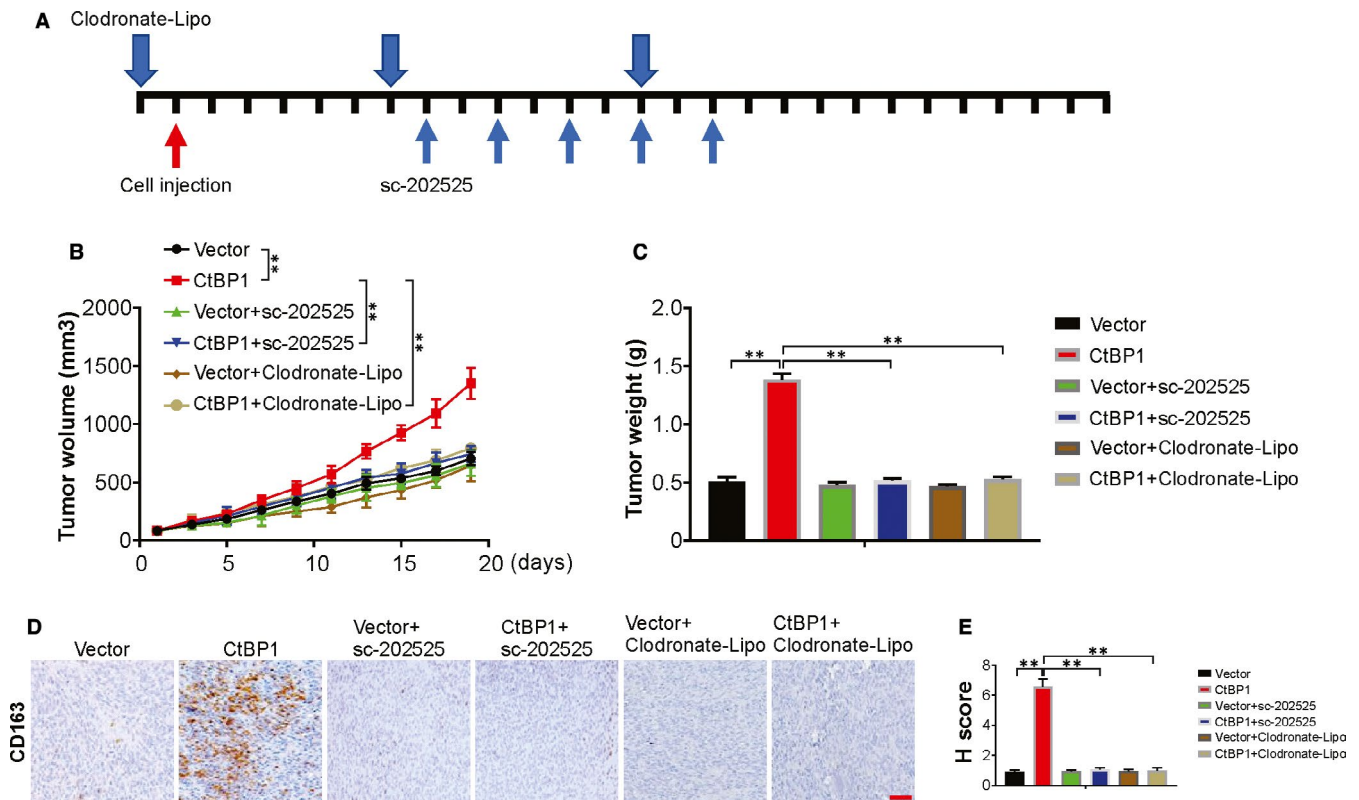 A
Clodronate-Lipo
Cell injection
sc-202525
B
Vector
CtBP1
Vector+sc-202525
CtBP1+sc-202525
Vector+Clodronate-Lipo
CtBP1+Clodronate-Lipo
**
**
**
Tumor wolume (mm3)
2000
1500
1000
500
0
0
5
10
15
20
(days)
C
Tumor weight (g)
2.0
1.5
1.0
0.5
0
**
**
**
Vector
CtBP1
Vector+sc-202525
CtBP1+sc-202525
Vector+Clodronate-Lipo
CtBP1+Clodronate-Lipo
D
Vector
CtBP1
Vector+
sc-202525
CtBP1+
sc-202525
Vector+
Clodronate-Lipo
CtBP1+
Clodronate-Lipo
CD163
E
H score
8
6
4
2
0
**
**
**
Vector
CtBP1
Vector+sc-202525
CtBP1+sc-202525
Vector+Clodronate-Lipo
CtBP1+Clodronate-Lipo